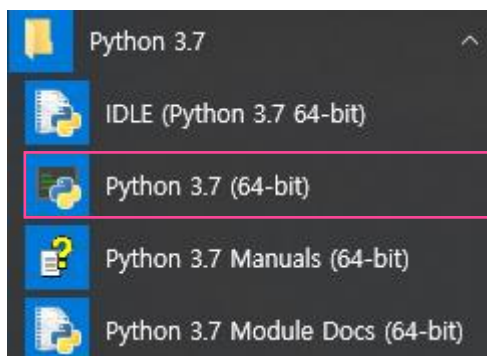 Python 3.7
IDLE (Python 3.7 64-bit)
Python 3.7 (64-bit)
Python 3.7 Manuals (64-bit)
Python 3.7 Module Docs (64-bit)